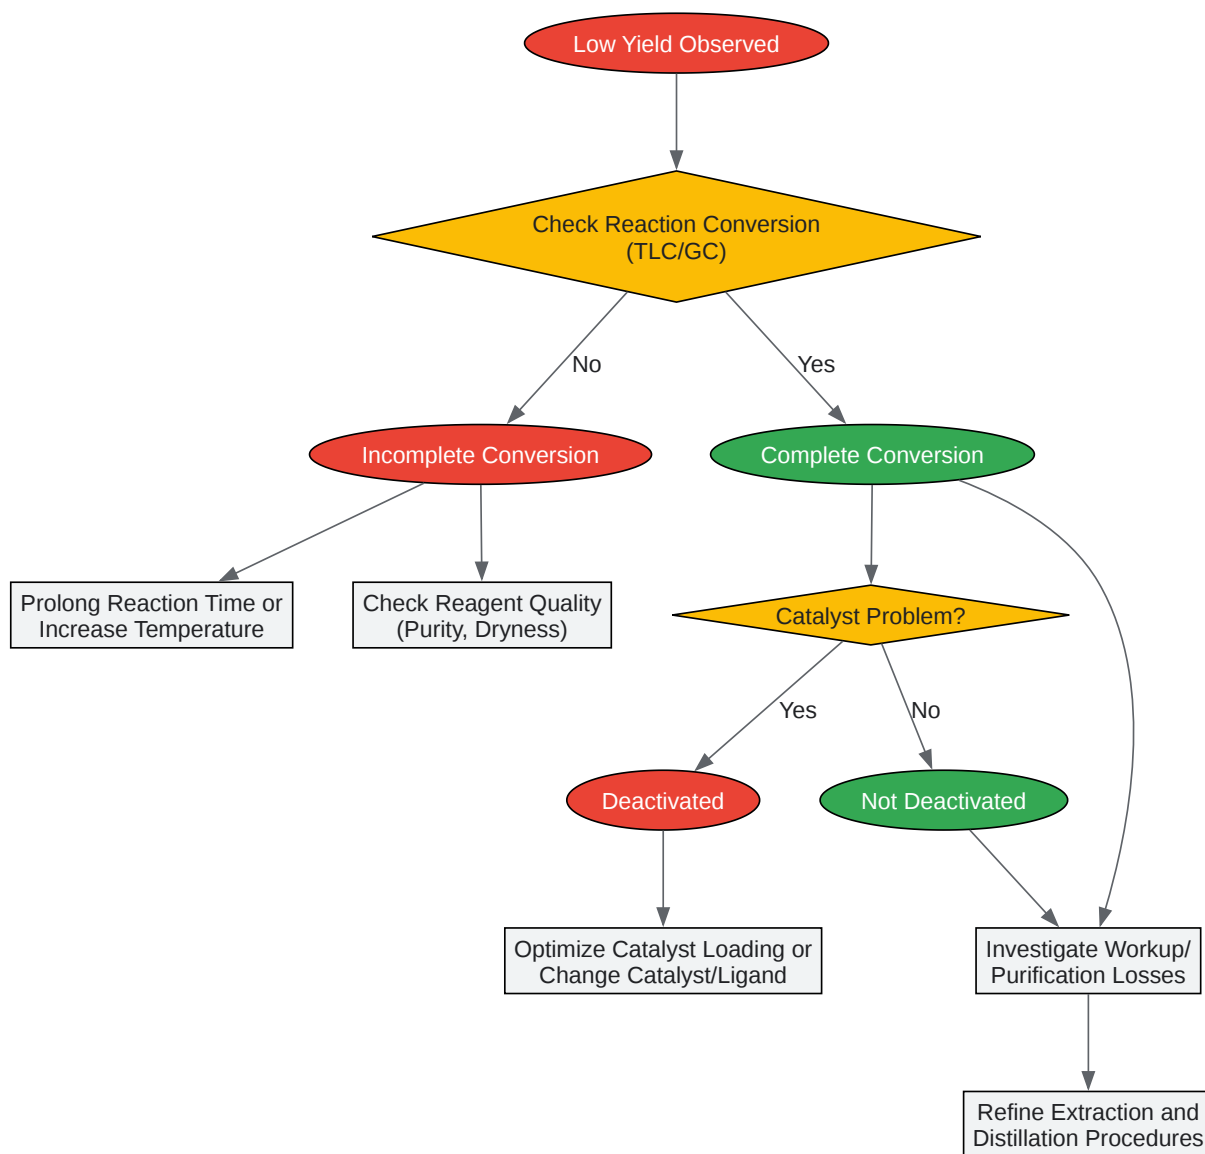 Low Yield Observed
Check Reaction Conversion
(TLC/GC)
No
Yes
Incomplete Conversion
Complete Conversion
Prolong Reaction Time or
Increase Temperature
Check Reagent Quality
(Purity, Dryness)
Catalyst Problem?
Yes
No
Deactivated
Not Deactivated
Optimize Catalyst Loading or
Change Catalyst/Ligand
Investigate Workup/
Purification Losses
Refine Extraction and
Distillation Procedures